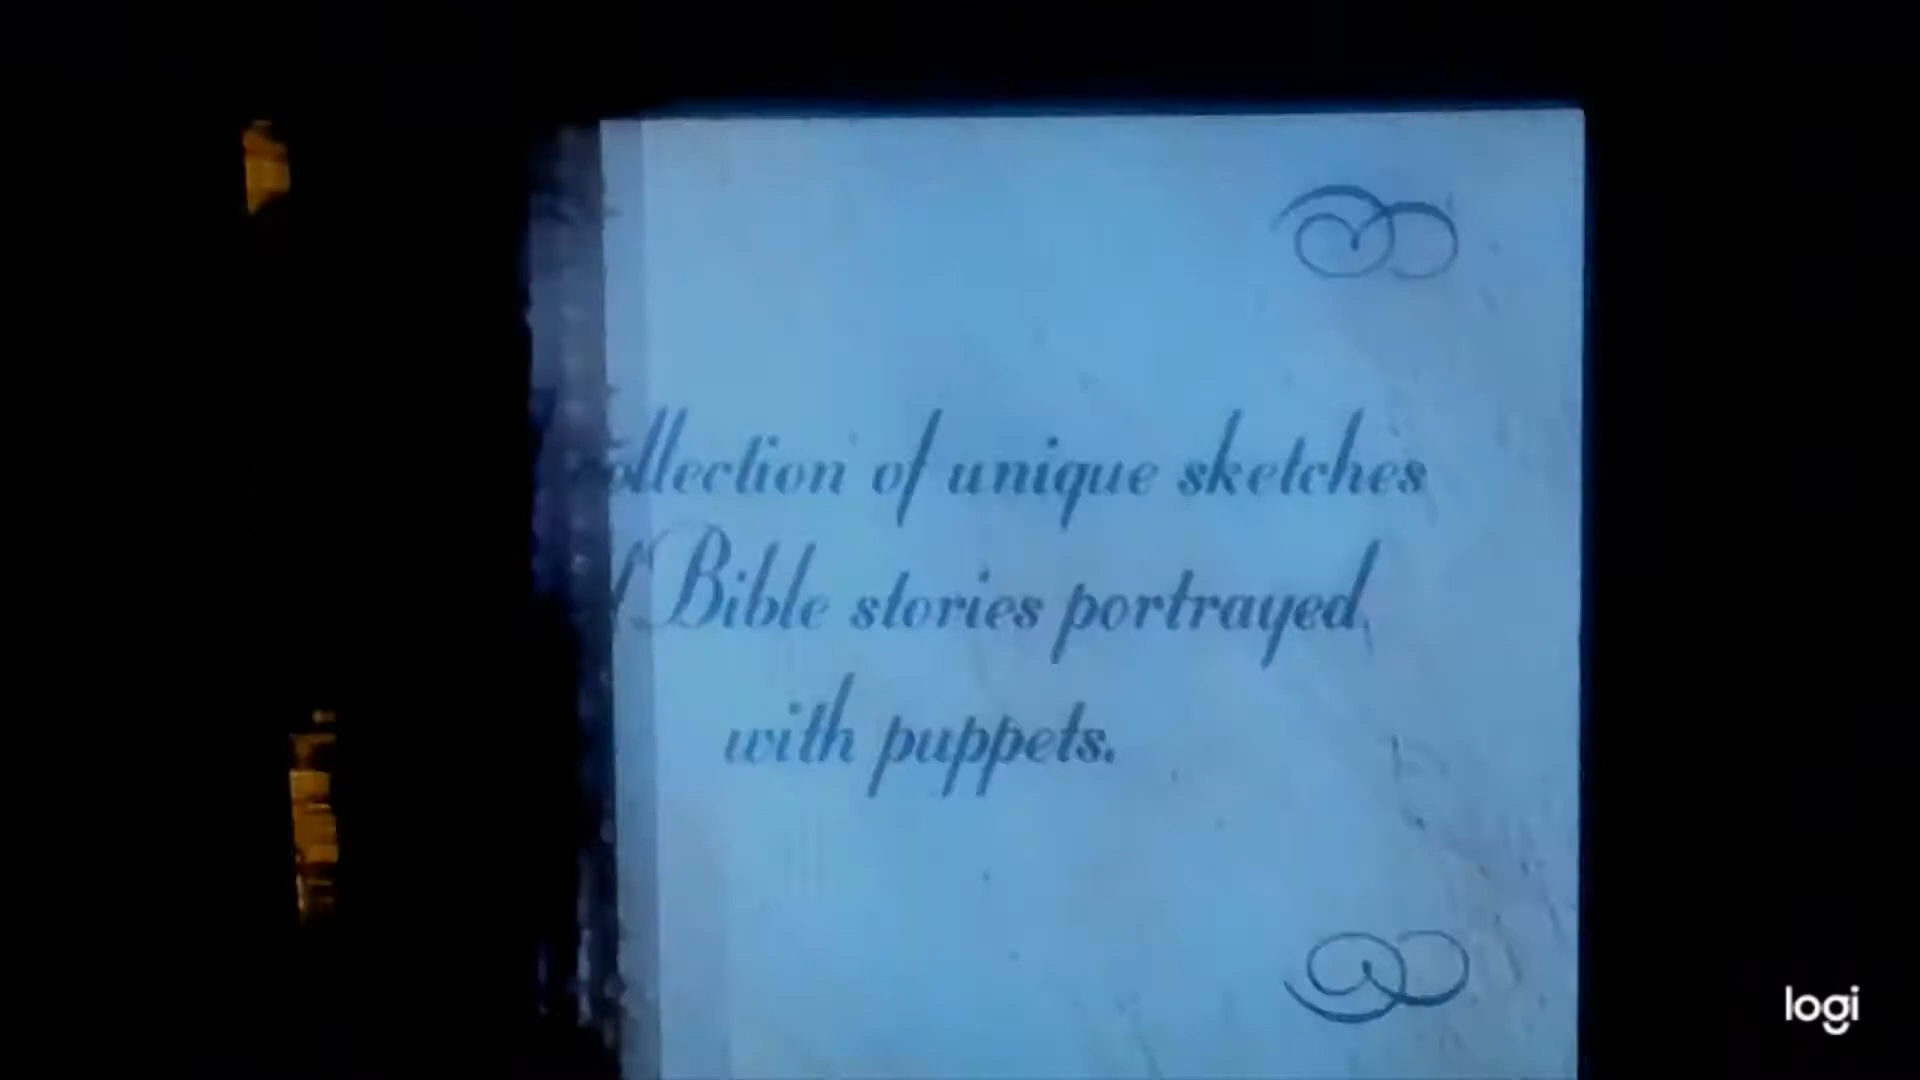 ollection of unique sketches
Bible stories portrayed
with puppets.
logi